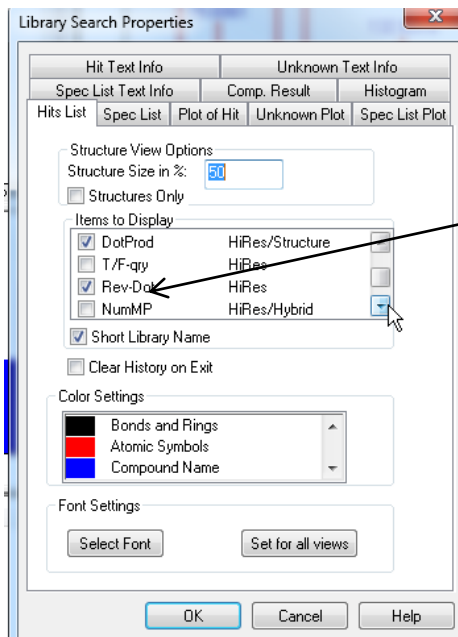 Library Search Properties
Hit Text Info Unknown Text Info
Spec List Text Info Comp. Result Histogram
Hits List Spec List Plot of Hit Unknown Plot Spec List Plot
Structure View Options
Structure Size in %: 50
Structures Only
Items to Display
DotProd HiRes/Structure
T/F-qry HiRes
Rev-Dot HiRes
NumMP HiRes/Hybrid
Short Library Name
Clear History on Exit
Color Settings
Bonds and Rings
Atomic Symbols
Compound Name
Font Settings
Select Font Set for all views
OK Cancel Help